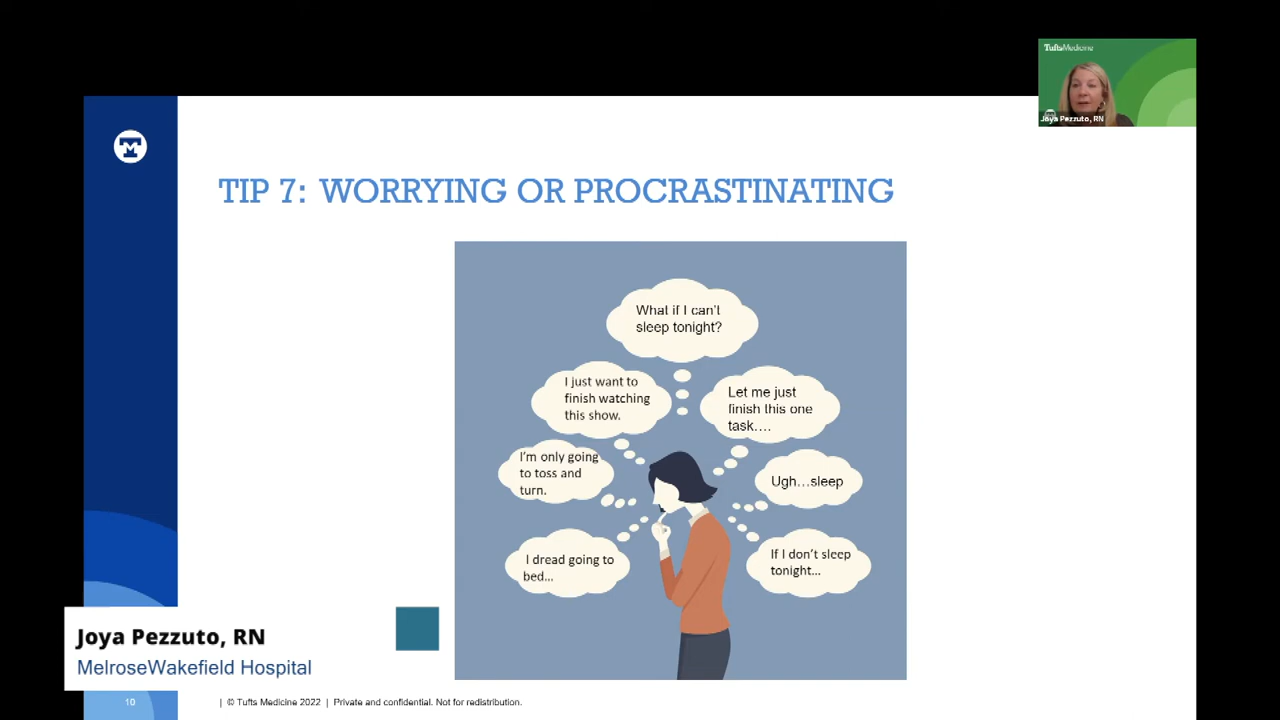 TuftsMedicine
Joya Pezzuto, RN
TIP 7: WORRYING OR PROCRASTINATING
What if I can't
sleep tonight?
I just want to
finish watching
this show.
Let me just
finish this one
task....
I'm only going
to toss and
turn.
Ugh...sleep
I dread going to
bed...
If I don't sleep
tonight...
Joya Pezzuto, RN
MelroseWakefield Hospital
10
| © Tufts Medicine 2022 | Private and confidential. Not for redistribution.